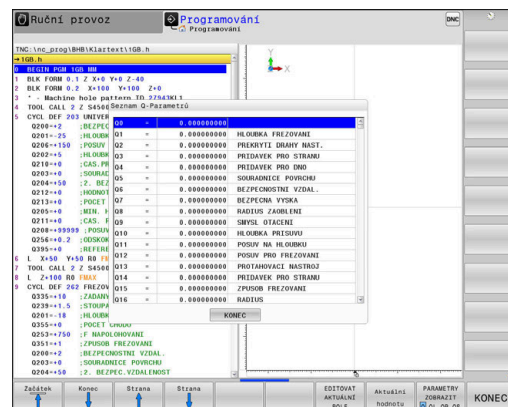 Ruční provoz
Programování
Programování
DNC
TNC:\nc_prog\BHB\Klartext\1GB.h
→1GB.h
0 BEGIN PGM 1GB MM
1 BLK FORM 0.1 Z X+0 Y+0 Z-40
2 BLK FORM 0.2 X+100 Y+100 Z+0
3 * - Machine hole pattern ID 27943KL1
4 TOOL CALL 2 Z S4500
5 CYCL DEF 203 UNIVER
Q200=+2 ;BEZPEC
Q201=-25 ;HLOUBK
Q206=+150 ;POSUV
Q202=+5 ;HLOUBK
Q210=+0 ;CAS.PR
Q203=+0 ;SOURAD
Q204=+50 ;2. BEZ
Q212=+0 ;HODNOT
Q213=+0 ;POCET
Q205=+0 ;MIN. H
Q211=+0 ;CAS. P
Q208=+99999 ;POSUV
Q256=+0.2 ;ODSKOK
Q395=+0 ;REFERE
6 L X+50 Y+50 R0 FM
7 TOOL CALL 2 Z S4500
8 L Z+100 R0 FMAX
9 CYCL DEF 262 FREZOV
Q335=+10 ;ZADANY
Q239=+1.5 ;STOUPA
Q201=-18 ;HLOUBK
Q355=+0 ;POCET CHODU
Q253=+750 ;F NAPOLOHOVANI
Q351=+1 ;ZPUSOB FREZOVANI
Q200=+2 ;BEZPECNOSTNI VZDAL.
Q203=+0 ;SOURADNICE POVRCHU
Q204=+50 ;2. BEZPEC.VZDALENOST
Seznam Q-Parametrů
Q0 = 0.000000000
Q1 = 0.000000000 HLOUBKA FREZOVANI
Q2 = 0.000000000 PREKRYTI DRAHY NAST.
Q3 = 0.000000000 PRIDAVEK PRO STRANU
Q4 = 0.000000000 PRIDAVEK PRO DNO
Q5 = 0.000000000 SOURADNICE POVRCHU
Q6 = 0.000000000 BEZPECNOSTNI VZDAL.
Q7 = 0.000000000 BEZPECNA VYSKA
Q8 = 0.000000000 RADIUS ZAOBLENI
Q9 = 0.000000000 SMYSL OTACENI
Q10 = 0.000000000 HLOUBKA PRISUVU
Q11 = 0.000000000 POSUV NA HLOUBKU
Q12 = 0.000000000 POSUV PRO FREZOVANI
Q13 = 0.000000000 PROTAHOVACI NASTROJ
Q14 = 0.000000000 PRIDAVEK PRO STRANU
Q15 = 0.000000000 ZPUSOB FREZOVANI
Q16 = 0.000000000 RADIUS
KONEC
Y
X
Začátek
Konec
Strana
Strana
EDITOVAT
AKTUÁLNÍ
POLE
Aktuální
hodnotu
PARAMETRY
ZOBRAZIT
KONEC